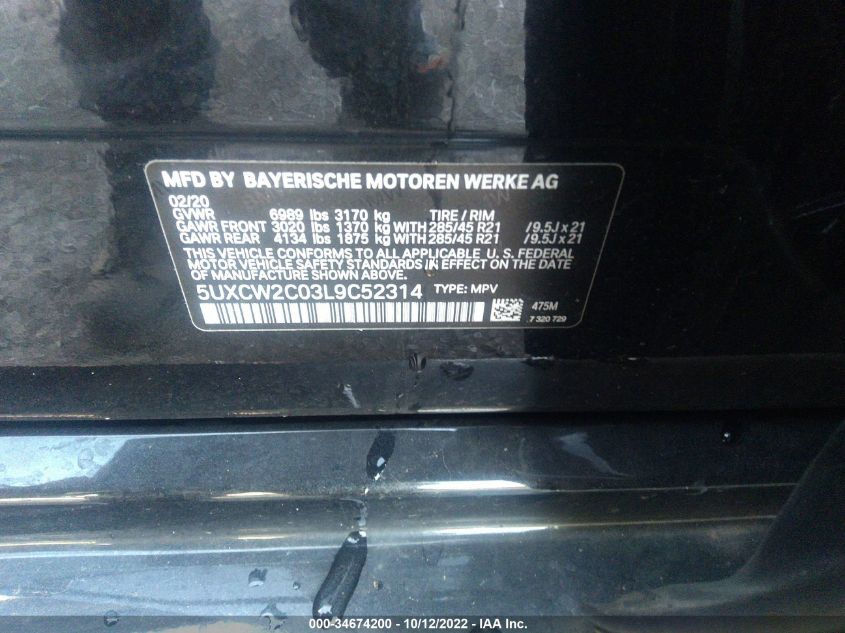 MFD BY BAYERISCHE MOTOREN WERKE AG
02/20
GVWR 6989 lbs 3170 kg TIRE / RIM
GAWR FRONT 3020 lbs 1370 kg WITH 285/45 R21 /9.5J x 21
GAWR REAR 4134 lbs 1875 kg WITH 285/45 R21 /9.5J x 21
THIS VEHICLE CONFORMS TO ALL APPLICABLE U. S. FEDERAL
MOTOR VEHICLE SAFETY STANDARDS IN EFFECT ON THE DATE
OF MANUFACTURE SHOWN ABOVE.
5UXCW2C03L9C52314 TYPE: MPV
475M
7 320 729
000-34674200 - 10/12/2022 - IAA Inc.